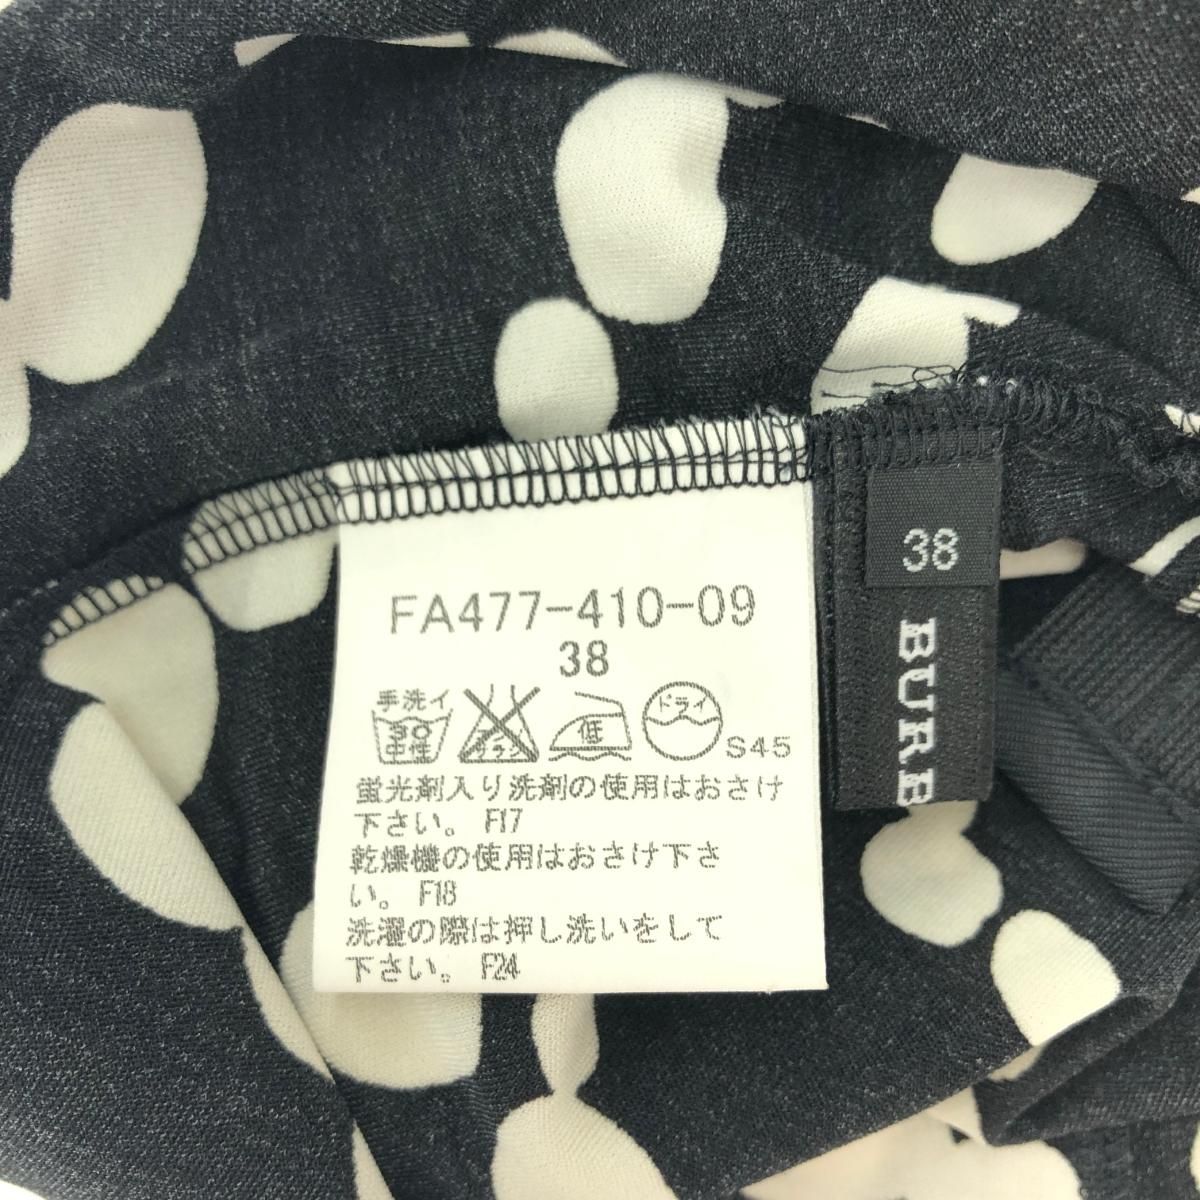 FA477-410-09
38
手洗イ
30
中性
低
ドライ
S45
蛍光剤入り洗剤の使用はおさけ
下さい。 F17
乾燥機の使用はおさけ下さ
い。 F18
洗濯の際は押し洗いをして
下さい。 F24
38
BURB